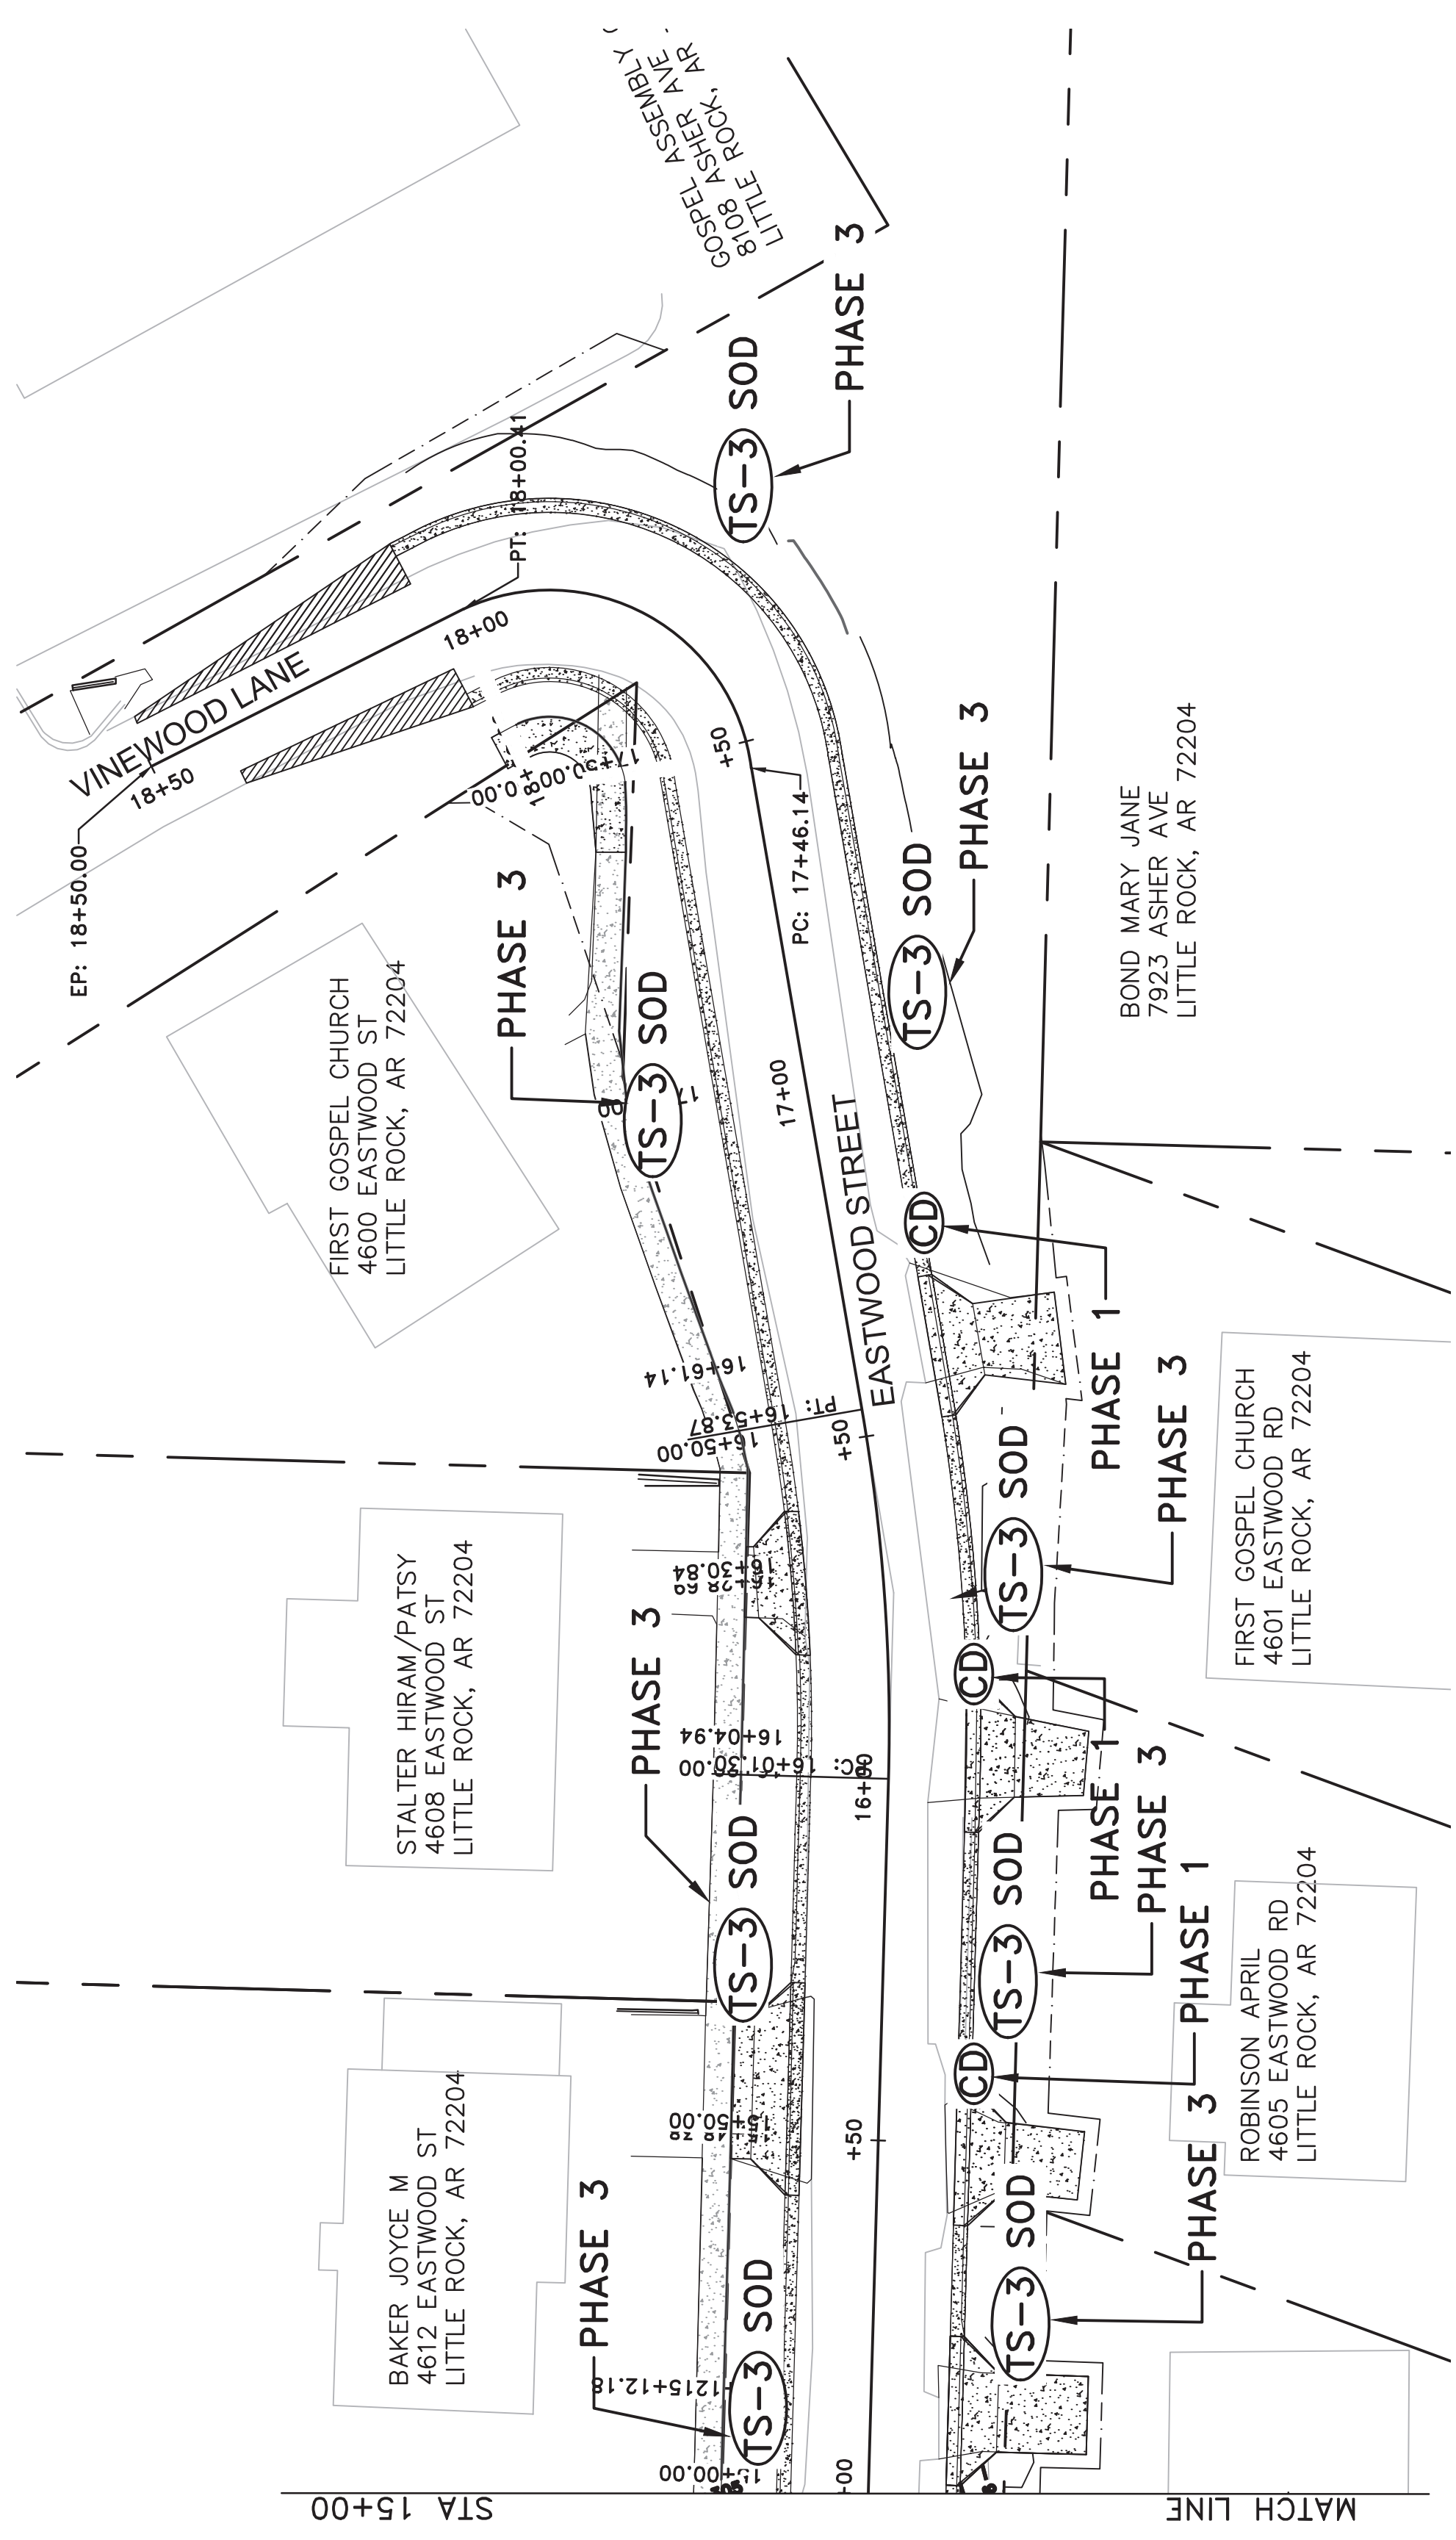 GOSPEL ASSEMBLY
8108 ASHER AVE
LITTLE ROCK, AR
PHASE 3
TS-3 SOD
PT: 18+00.41
18+00
VINEWOOD LANE
18+50
EP: 18+50.00
+50
PC: 17+46.14
PHASE 3
TS-3 SOD
BOND MARY JANE
7923 ASHER AVE
LITTLE ROCK, AR 72204
PHASE 3
TS-3 SOD
FIRST GOSPEL CHURCH
4600 EASTWOOD ST
LITTLE ROCK, AR 72204
17+00
EASTWOOD STREET
CD
PHASE 1
16+61.14
PT: 16+53.87
16+50.00
+50
PHASE 3
TS-3 SOD
FIRST GOSPEL CHURCH
4601 EASTWOOD RD
LITTLE ROCK, AR 72204
STALTER HIRAM/PATSY
4608 EASTWOOD ST
LITTLE ROCK, AR 72204
16+30.84
CD
PHASE 1
PHASE 3
TS-3 SOD
16+04.94
16+01.30
16+00
PHASE 3
TS-3 SOD
CD
PHASE 1
ROBINSON APRIL
4605 EASTWOOD RD
LITTLE ROCK, AR 72204
BAKER JOYCE M
4612 EASTWOOD ST
LITTLE ROCK, AR 72204
+50
PHASE 3
TS-3 SOD
PHASE 3
TS-3 SOD
15+12.18
+00
STA 15+00
MATCH LINE